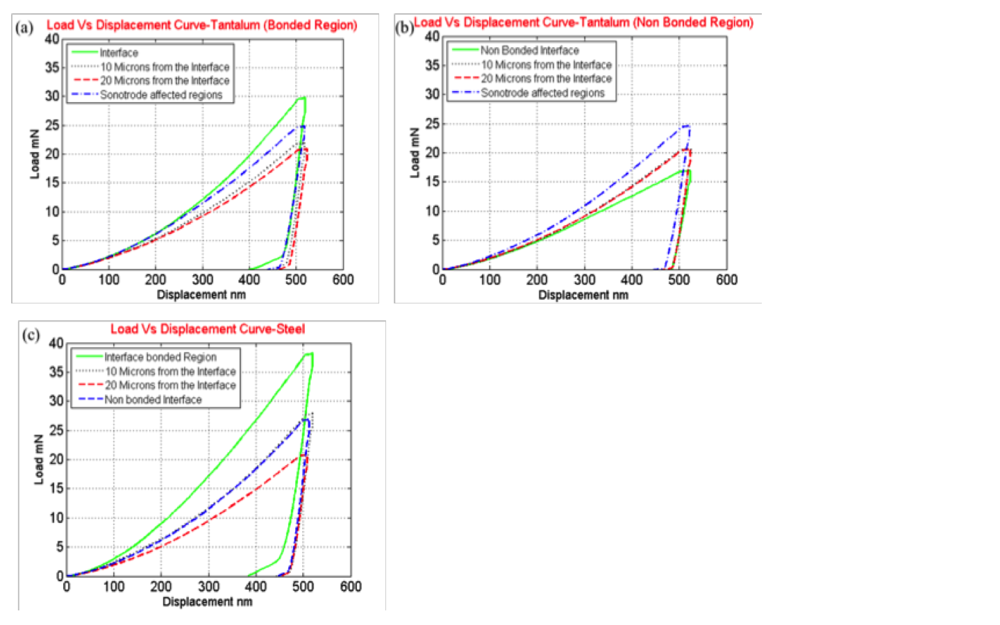 (a) Load Vs Displacement Curve-Tantalum (Bonded Region)
40
35
30
25
20
15
10
5
0
Load mN
Interface
10 Microns from the Interface
20 Microns from the Interface
Sonotrode affected regions
0 100 200 300 400 500 600
Displacement nm
(b) Load Vs Displacement Curve-Tantalum (Non Bonded Region)
40
35
30
25
20
15
10
5
0
Load mN
Non Bonded Interface
10 Microns from the Interface
20 Microns from the Interface
Sonotrode affected regions
0 100 200 300 400 500 600
Displacement nm
(c) Load Vs Displacement Curve-Steel
40
35
30
25
20
15
10
5
0
Load mN
Interface bonded Region
10 Microns from the Interface
20 Microns from the Interface
Non bonded Interface
0 100 200 300 400 500 600
Displacement nm